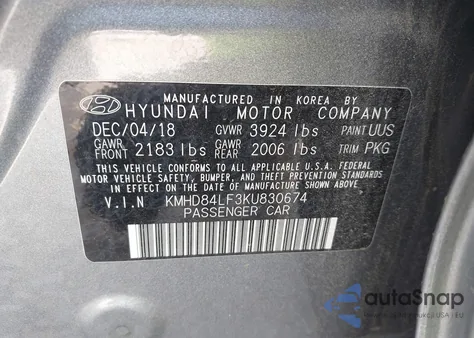 MANUFACTURED IN KOREA BY
HYUNDAI MOTOR COMPANY
DEC/04/18 GVWR 3924 lbs PAINT UUS
GAWR FRONT 2183 lbs GAWR REAR 2006 lbs TRIM PKG
THIS VEHICLE CONFORMS TO ALL APPLICABLE U.S.A. FEDERAL
MOTOR VEHICLE SAFETY, BUMPER, AND THEFT PREVENTION STANDARDS
IN EFFECT ON THE DATE OF MANUFACTURE SHOWN ABOVE.
V.I.N KMHD84LF3KU830674
PASSENGER CAR
autoSnap